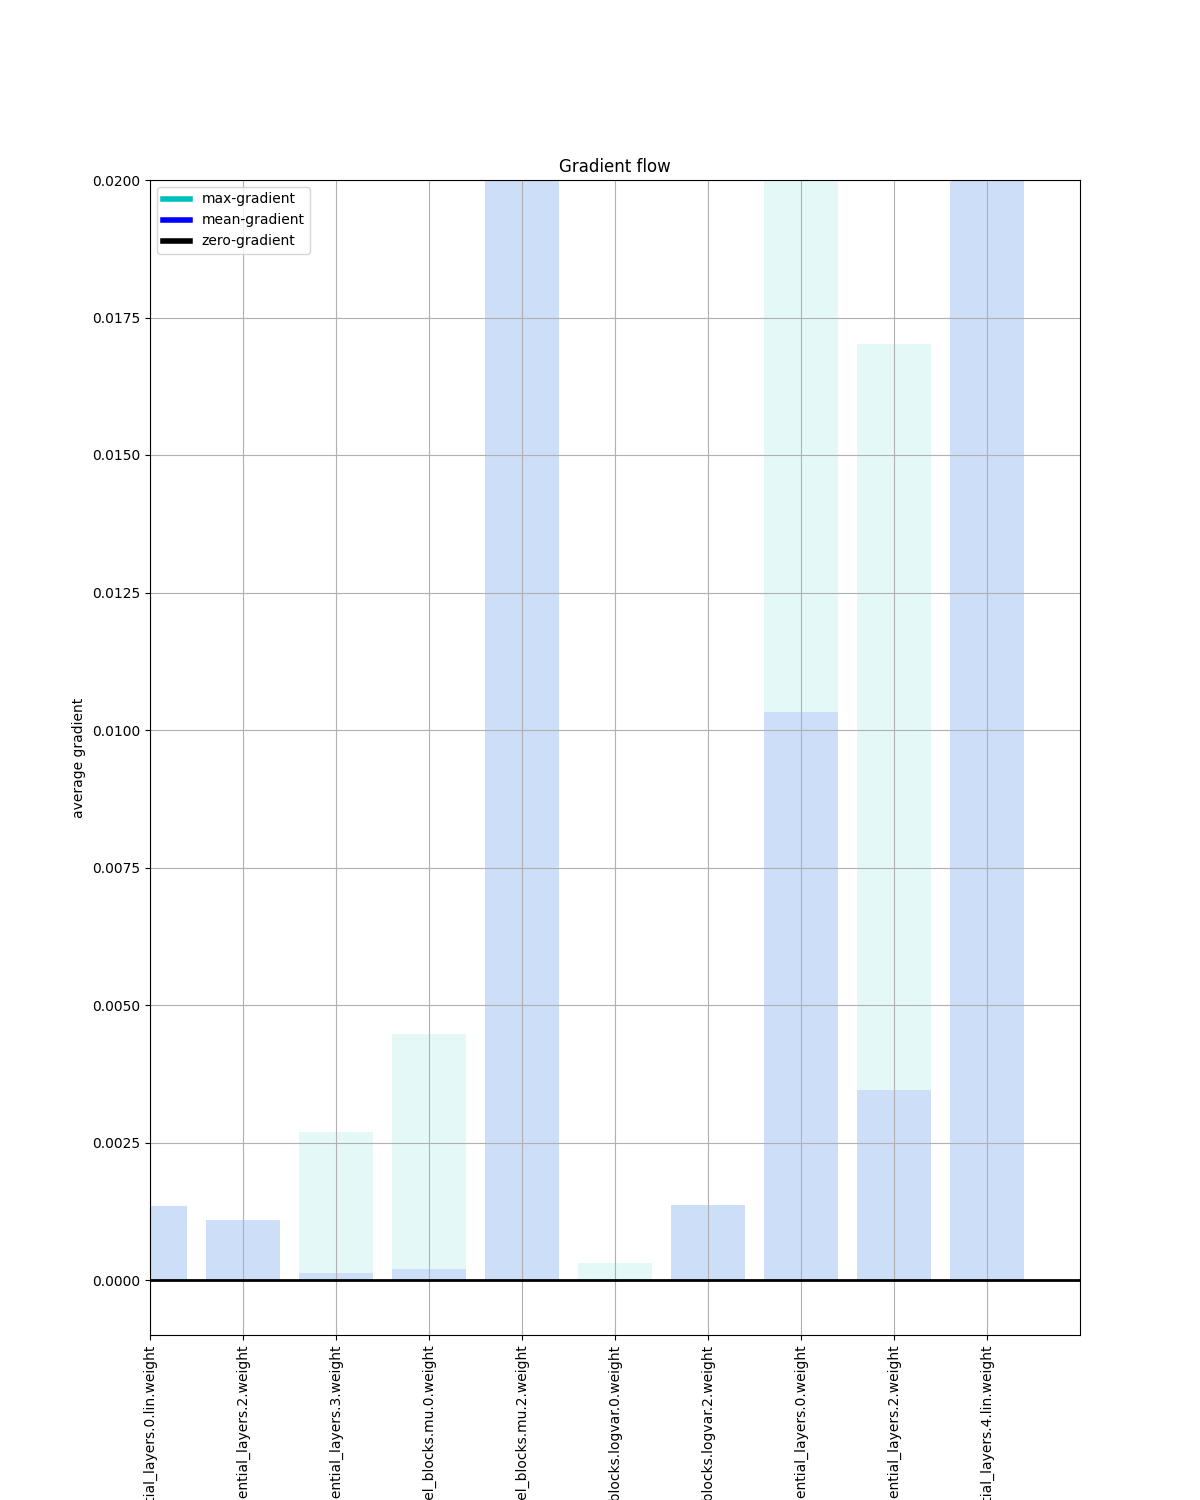 Gradient flow
max-gradient
mean-gradient
zero-gradient
0.0200
0.0175
0.0150
0.0125
0.0100
0.0075
0.0050
0.0025
0.0000
average gradient
tial_layers.0.lin.weight
ential_layers.2.weight
ential_layers.3.weight
el_blocks.mu.0.weight
el_blocks.mu.2.weight
blocks.logvar.0.weight
blocks.logvar.2.weight
ential_layers.0.weight
ential_layers.2.weight
tial_layers.4.lin.weight